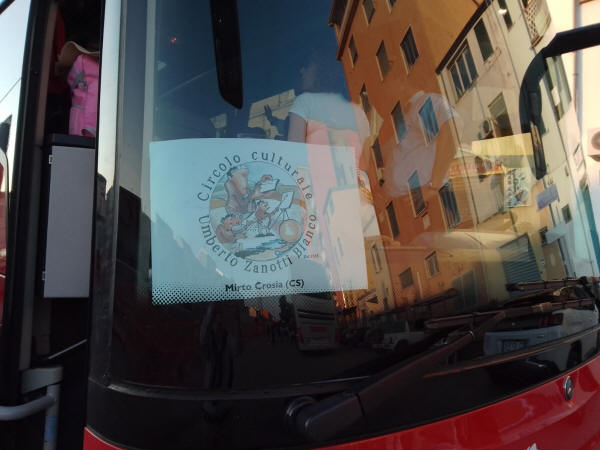 Circolo culturale
Umberto Zanotti Bianco
Mirto Crosia (CS)